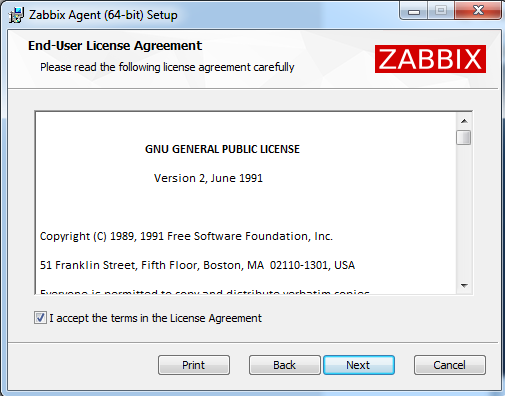 Zabbix Agent (64-bit) Setup
End-User License Agreement
Please read the following license agreement carefully
ZABBIX
GNU GENERAL PUBLIC LICENSE
Version 2, June 1991
Copyright (C) 1989, 1991 Free Software Foundation, Inc.
51 Franklin Street, Fifth Floor, Boston, MA  02110-1301, USA
Everyone is permitted to copy and distribute verbatim copies
I accept the terms in the License Agreement
Print Back Next Cancel